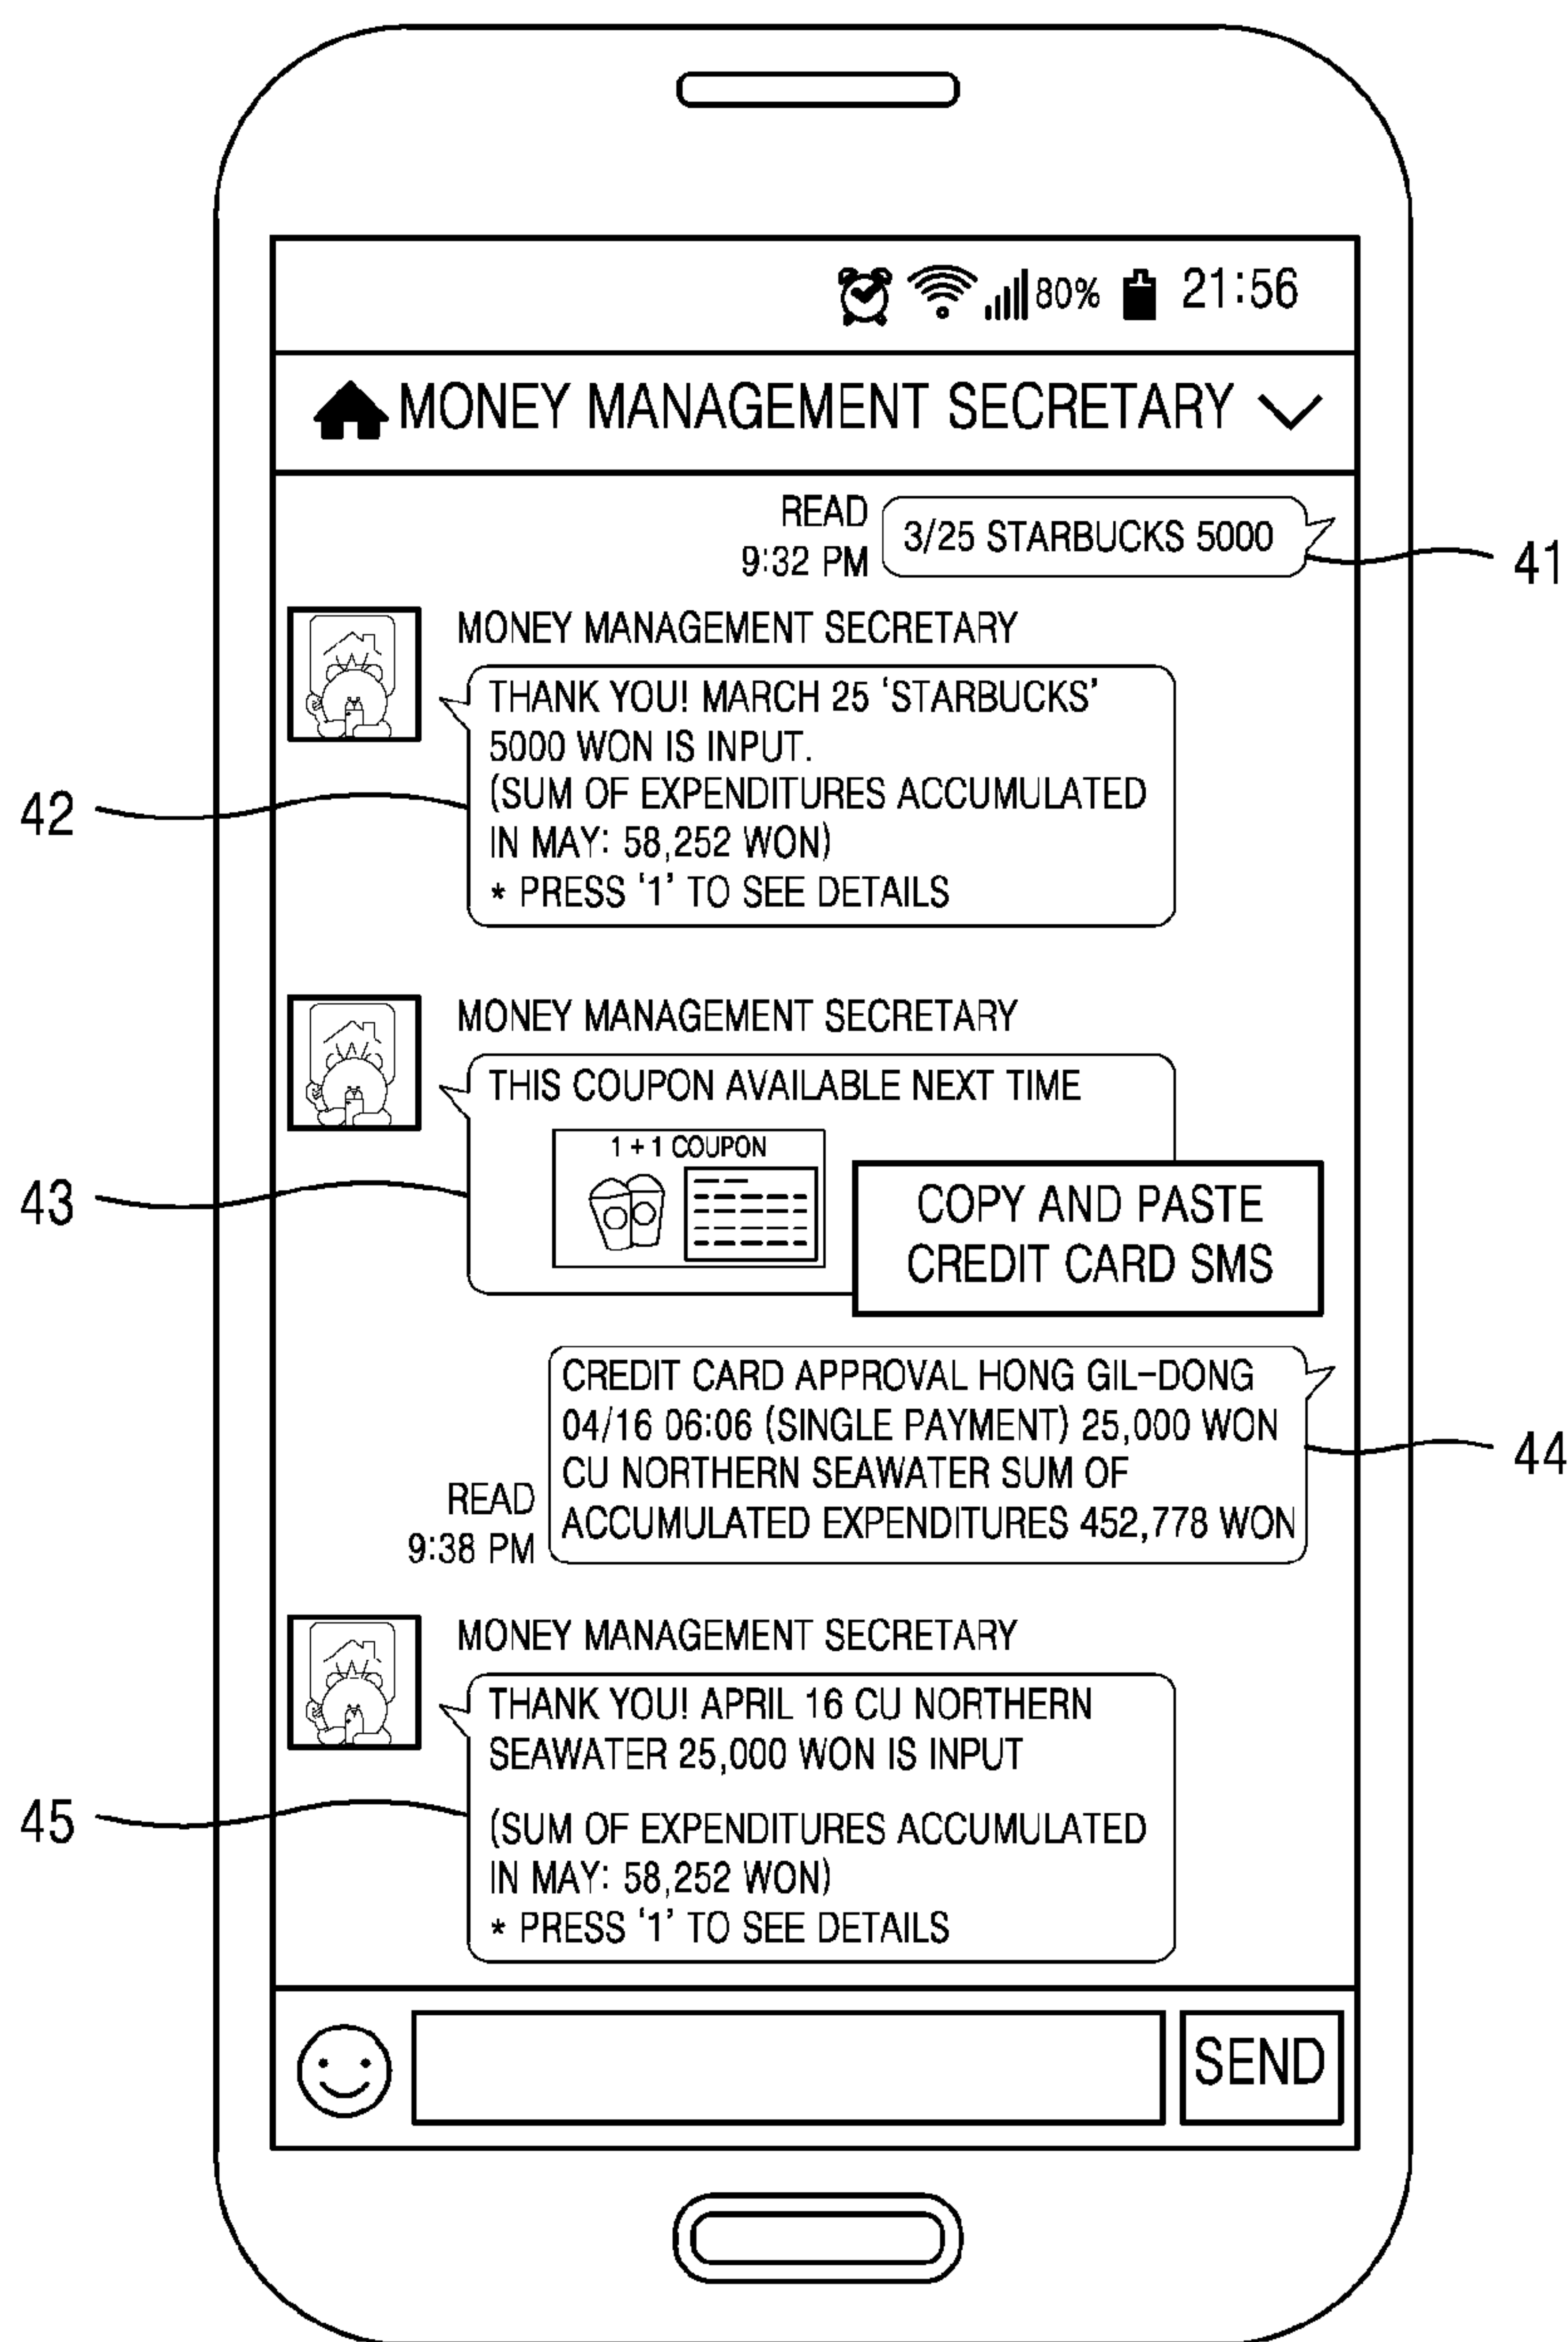 80% 21:56
MONEY MANAGEMENT SECRETARY
READ
9:32 PM
3/25 STARBUCKS 5000
41
MONEY MANAGEMENT SECRETARY
THANK YOU! MARCH 25 ‘STARBUCKS’
5000 WON IS INPUT.
(SUM OF EXPENDITURES ACCUMULATED
IN MAY: 58,252 WON)
* PRESS ‘1’ TO SEE DETAILS
42
MONEY MANAGEMENT SECRETARY
THIS COUPON AVAILABLE NEXT TIME
1 + 1 COUPON
43
COPY AND PASTE
CREDIT CARD SMS
CREDIT CARD APPROVAL HONG GIL-DONG
04/16 06:06 (SINGLE PAYMENT) 25,000 WON
CU NORTHERN SEAWATER SUM OF
ACCUMULATED EXPENDITURES 452,778 WON
READ
9:38 PM
44
MONEY MANAGEMENT SECRETARY
THANK YOU! APRIL 16 CU NORTHERN
SEAWATER 25,000 WON IS INPUT
(SUM OF EXPENDITURES ACCUMULATED
IN MAY: 58,252 WON)
* PRESS ‘1’ TO SEE DETAILS
45
SEND